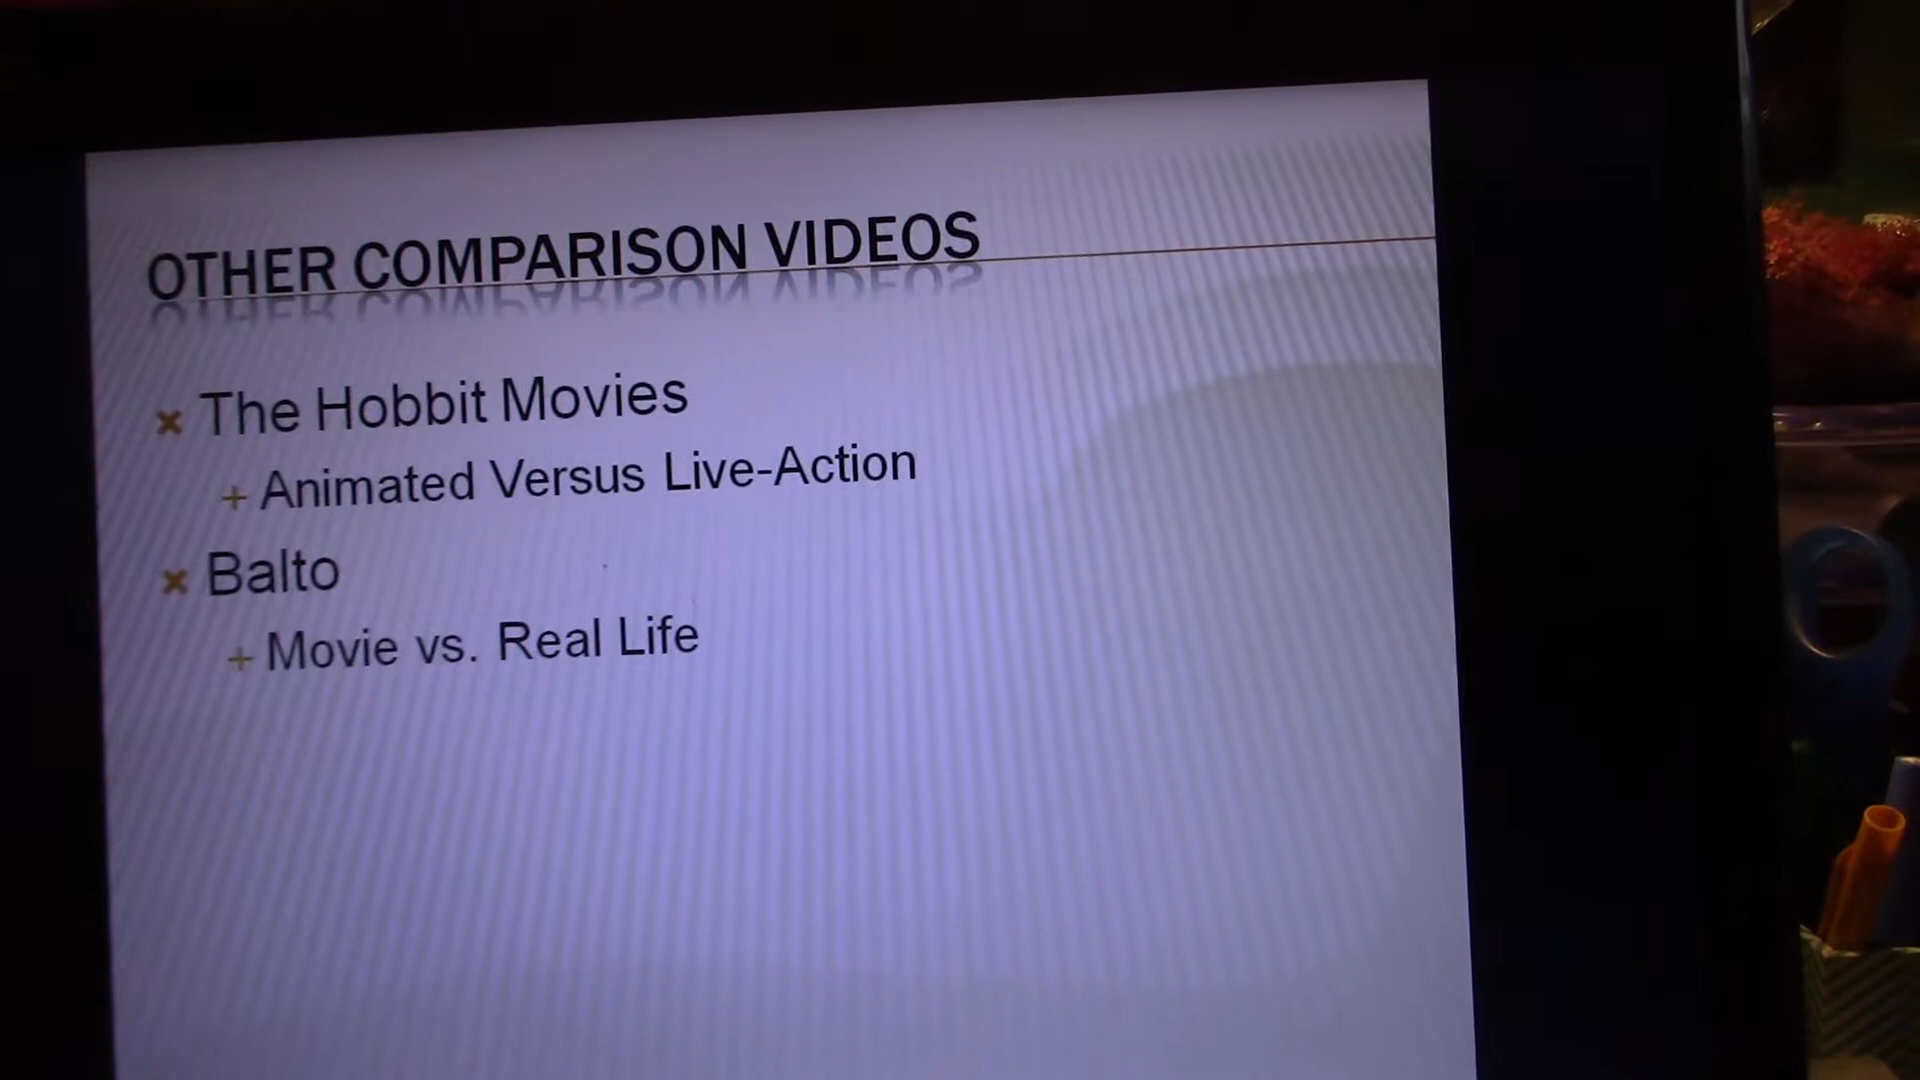 OTHER COMPARISON VIDEOS
The Hobbit Movies
Animated Versus Live-Action
Balto
Movie vs. Real Life